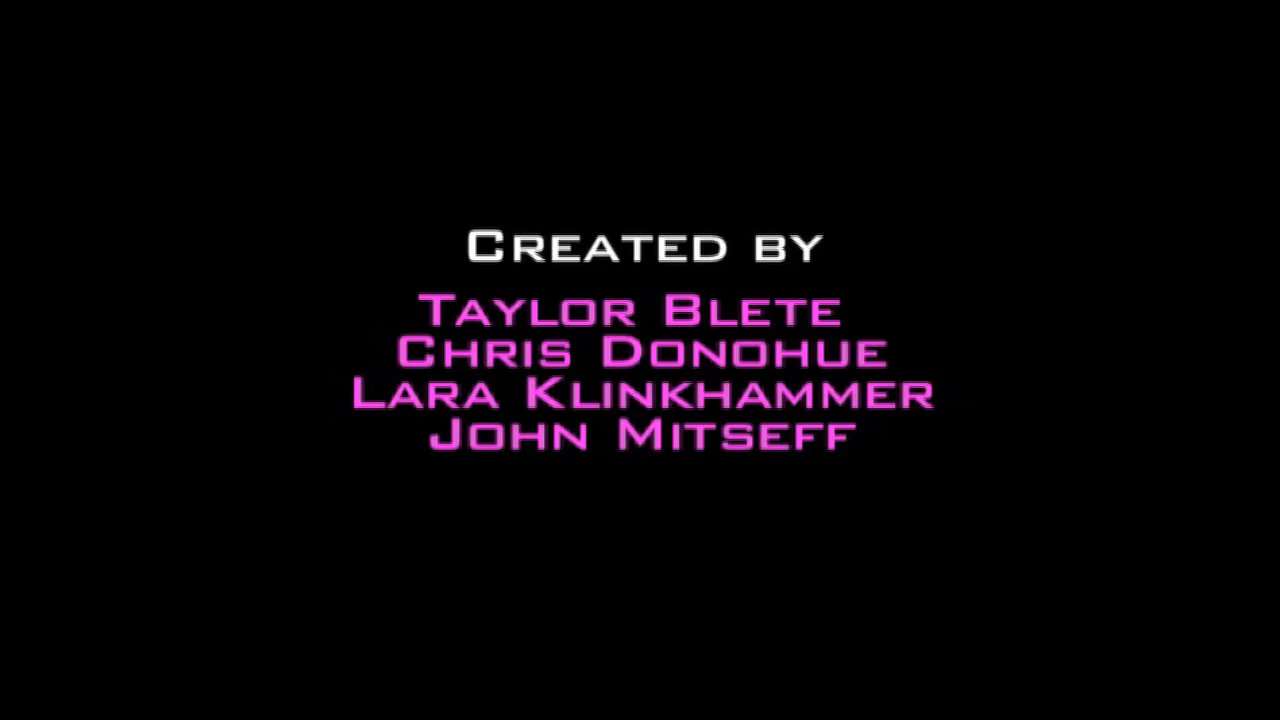 Created by
Taylor Blete
Chris Donohue
Lara Klinkhammer
John Mitseff